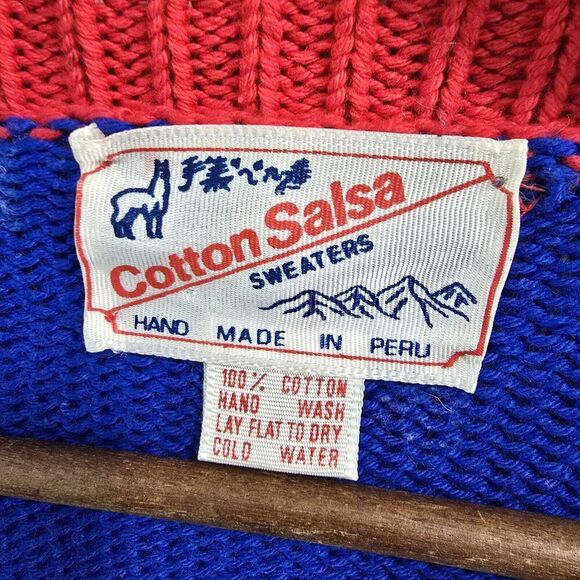 Cotton Salsa
SWEATERS
HAND MADE IN PERU
100% COTTON
HAND WASH
LAY FLAT TO DRY
COLD WATER